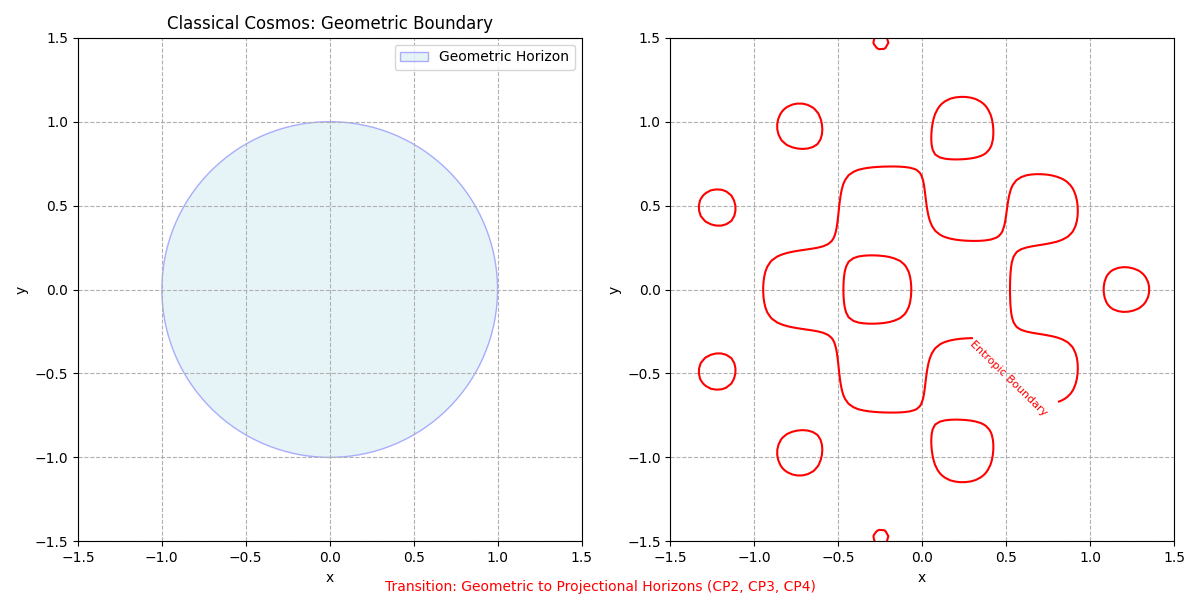 Classical Cosmos: Geometric Boundary
Geometric Horizon
1.5
1.0
0.5
0.0
−0.5
−1.0
−1.5
y
−1.5 −1.0 −0.5 0.0 0.5 1.0 1.5
x
1.5
1.0
0.5
0.0
−0.5
−1.0
−1.5
y
Entropic Boundary
−1.5 −1.0 −0.5 0.0 0.5 1.0 1.5
x
Transition: Geometric to Projectional Horizons (CP2, CP3, CP4)